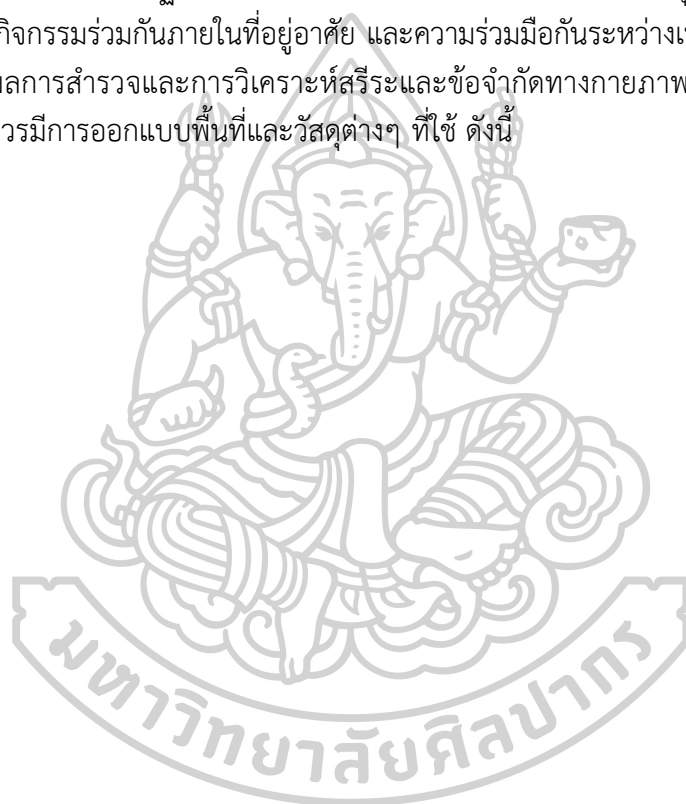 กิจกรรมร่วมกันภายในที่อยู่อาศัย และความร่วมมือกันระหว่าง
ลการสำรวจและการวิเคราะห์สรีระและข้อจำกัดทางกายภาพ
วรมีการออกแบบพื้นที่และวัสดุต่างๆ ที่ใช้ ดังนี้
มหาวิทยาลัยศิลปากร